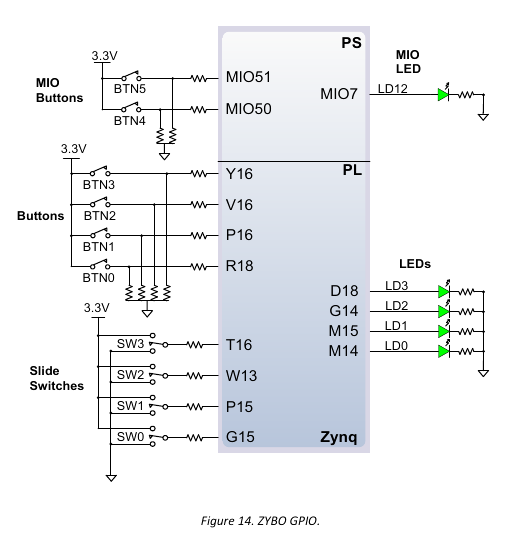 PS
3.3V
MIO
LED
MIO
Buttons
BTN5
MIO51
MIO7
LD12
BTN4
MIO50
3.3V
PL
BTN3
Y16
Buttons
BTN2
V16
BTN1
P16
BTN0
R18
LEDs
D18
LD3
G14
LD2
M15
LD1
M14
LD0
3.3V
Slide
Switches
SW3
T16
SW2
W13
SW1
P15
SW0
G15
Zynq
Figure 14. ZYBO GPIO.